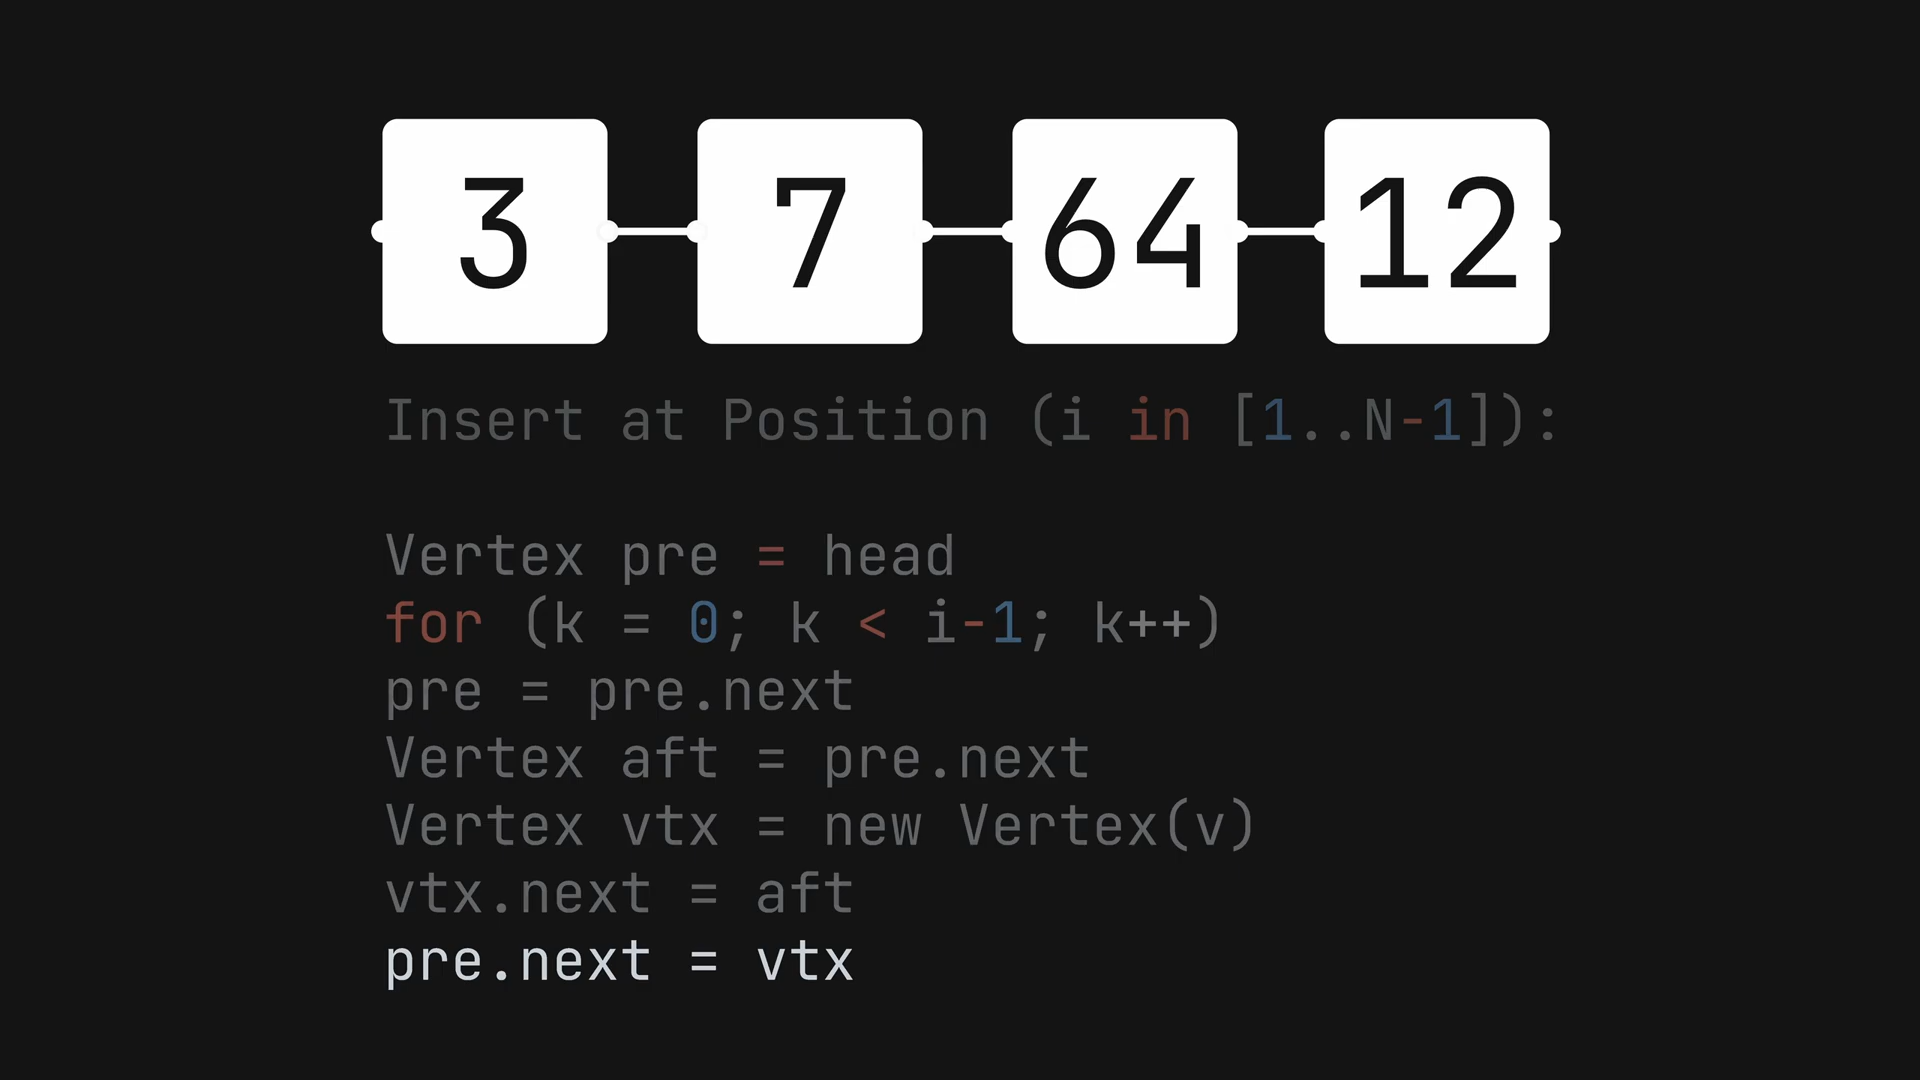 3 7 64 12
Insert at Position (i in [1..N-1]):
Vertex pre = head
for (k = 0; k < i-1; k++)
pre = pre.next
Vertex aft = pre.next
Vertex vtx = new Vertex(v)
vtx.next = aft
pre.next = vtx